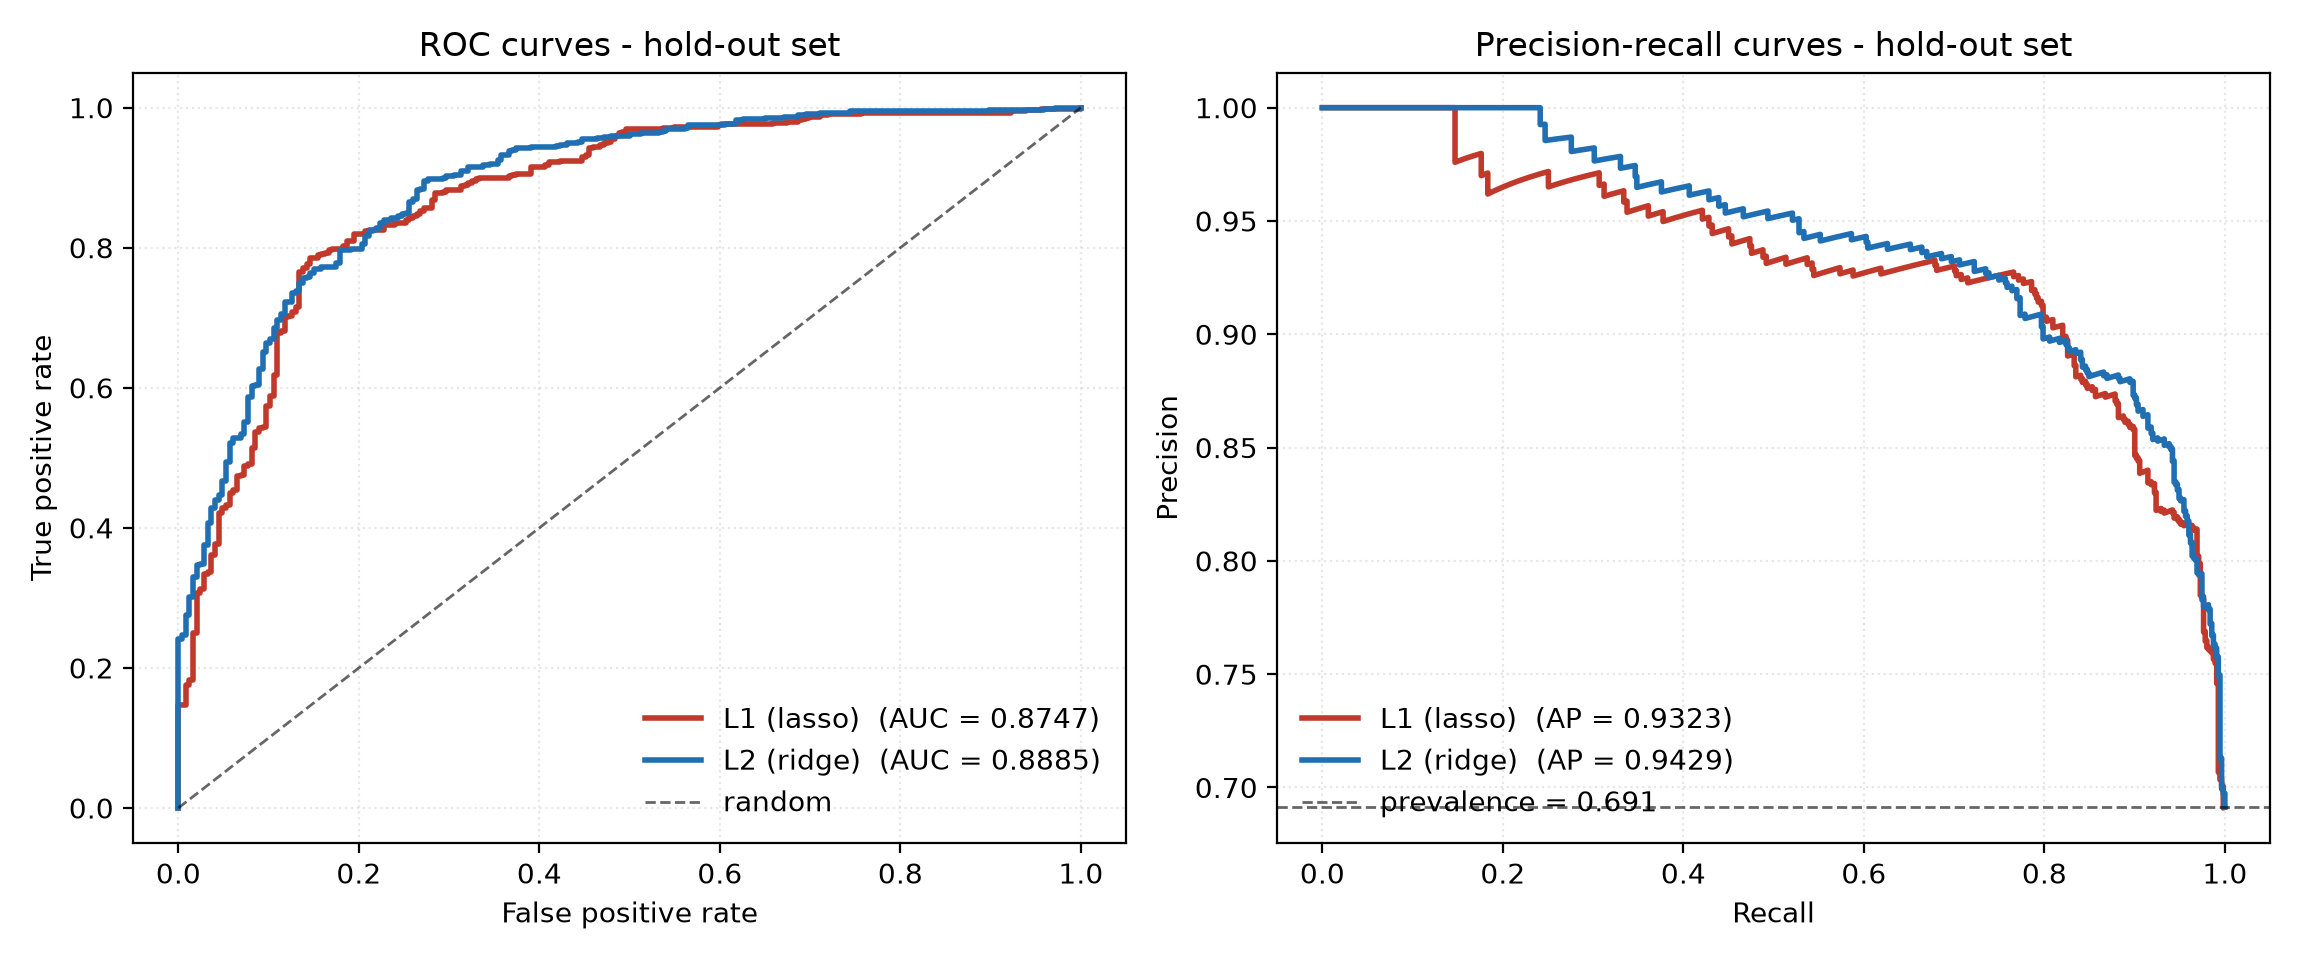 ROC curves - hold-out set
True positive rate
1.0
0.8
0.6
0.4
0.2
0.0
L1 (lasso)  (AUC = 0.8747)
L2 (ridge)  (AUC = 0.8885)
random
0.0 0.2 0.4 0.6 0.8 1.0
False positive rate
Precision-recall curves - hold-out set
Precision
1.00
0.95
0.90
0.85
0.80
0.75
0.70
L1 (lasso)  (AP = 0.9323)
L2 (ridge)  (AP = 0.9429)
prevalence = 0.691
0.0 0.2 0.4 0.6 0.8 1.0
Recall